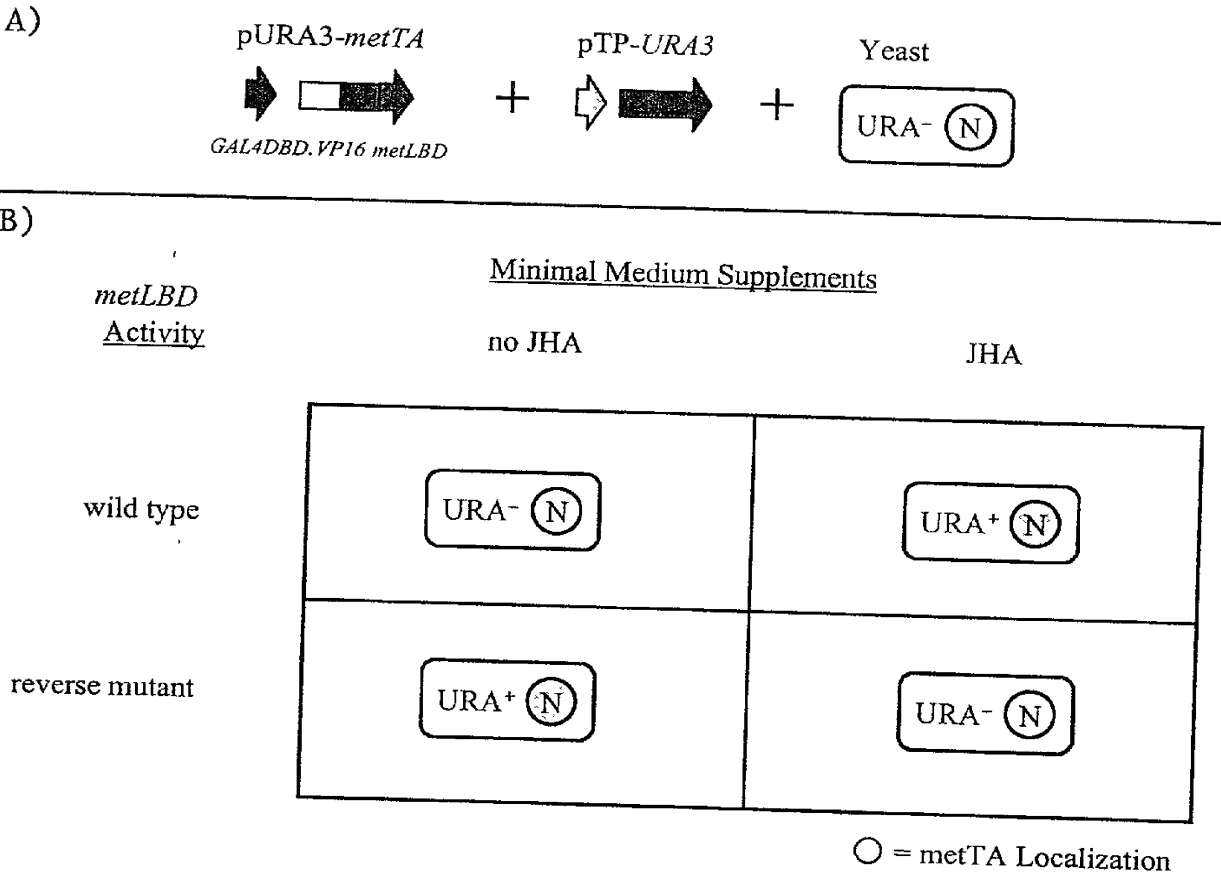 A)
pURA3-metTA
pTP-URA3
Yeast
+
+
URA⁻ N
GAL4DBD.VP16 metLBD
B)
Minimal Medium Supplements
metLBD
Activity
no JHA
JHA
wild type
URA⁻ N
URA⁺ N
reverse mutant
URA⁺ N
URA⁻ N
= metTA Localization